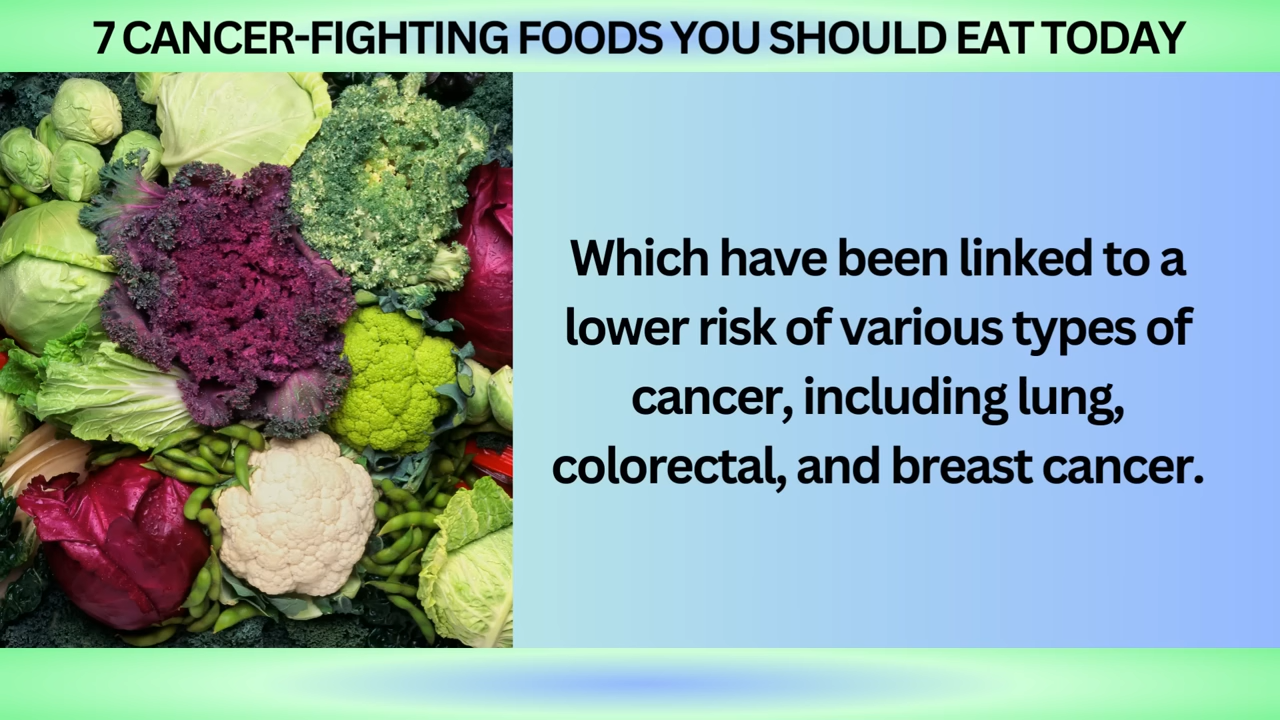 7 CANCER-FIGHTING FOODS YOU SHOULD EAT TODAY
Which have been linked to a
lower risk of various types of
cancer, including lung,
colorectal, and breast cancer.